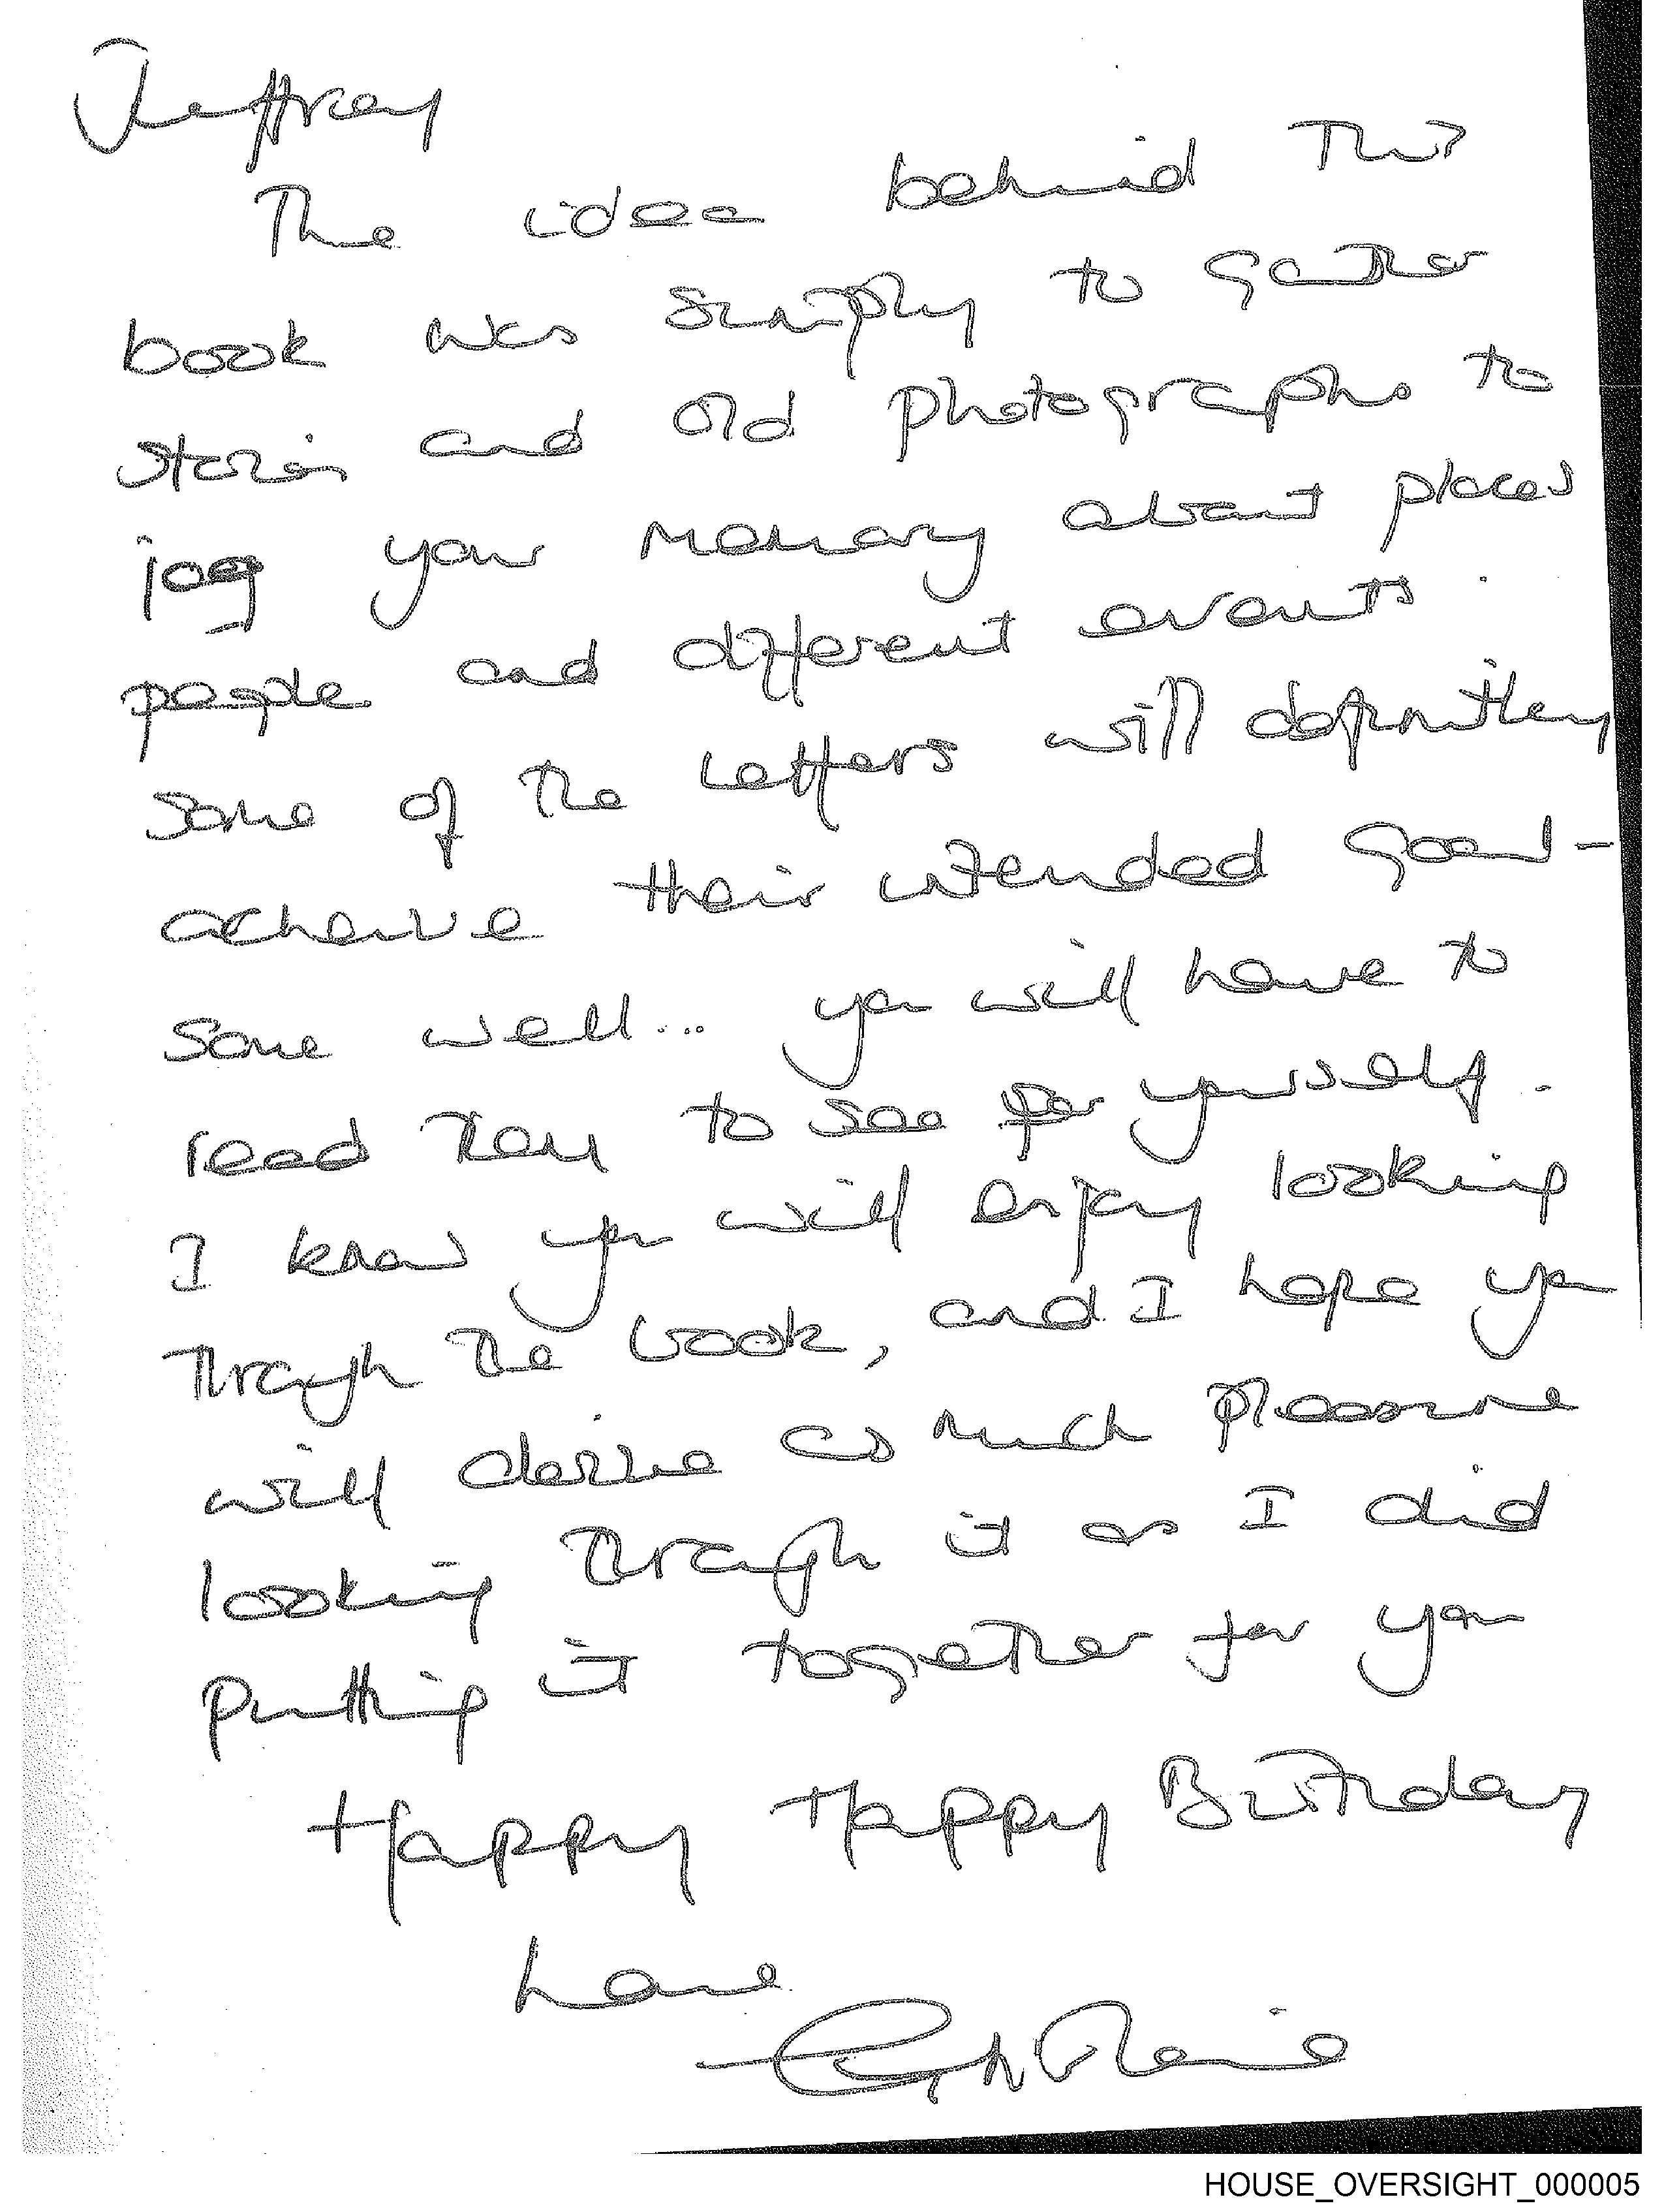 Jeffrey
The idea behind this
book was simply to gather
stories and old photographs to
jog your memory about places
people and different events.
Some of the letters will definitley
acheive their intended goal -
some well... you will have to
read them to see for yourself.
I know you will enjoy looking
through the book, and I hope you
will derive as much pleasure
looking through it as I did
putting it together for you
Happy Happy Birthday
Love
Ghislaine
HOUSE_OVERSIGHT_000005